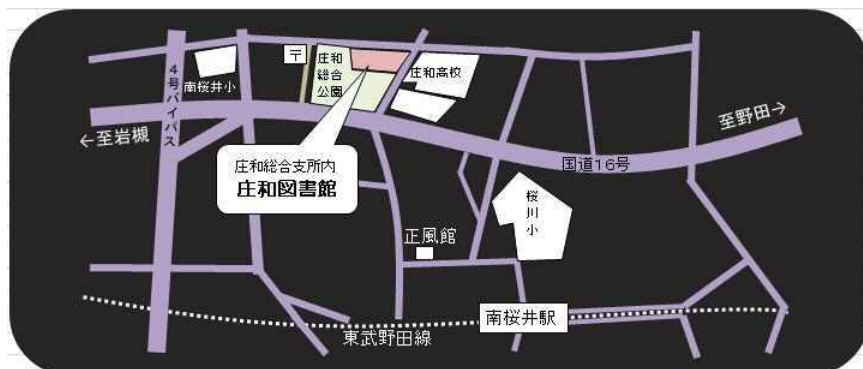 4号バイパス
南桜井小
〒
庄和
総合
公園
庄和高校
←至岩槻
至野田→
国道16号
庄和総合支所内
庄和図書館
桜川小
正風館
南桜井駅
東武野田線